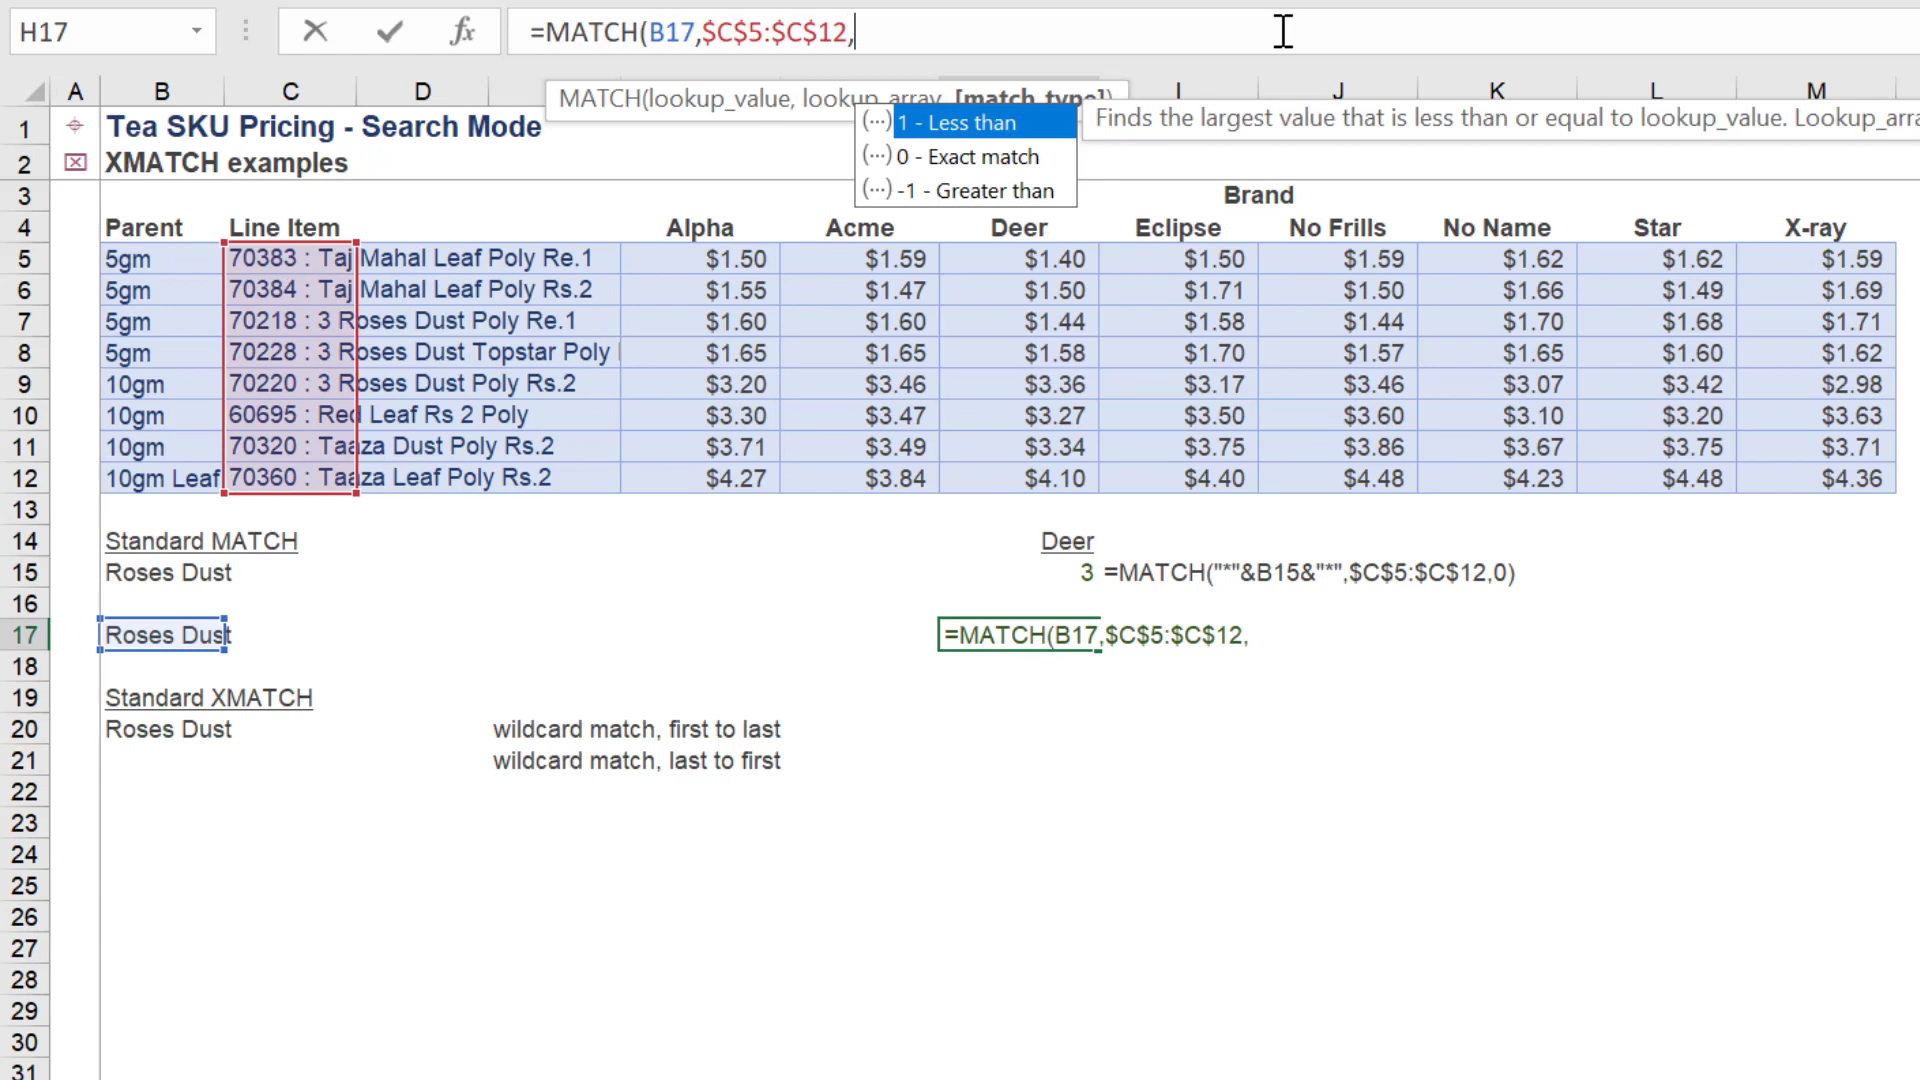 H17 fx =MATCH(B17,$C$5:$C$12,
A B C D I J K L M
MATCH(lookup_value, lookup_array, [match_type])
1 - Less than
Finds the largest value that is less than or equal to lookup_value.
0 - Exact match
-1 - Greater than
1 Tea SKU Pricing - Search Mode
2 XMATCH examples
3 Brand
4 Parent Line Item Alpha Acme Deer Eclipse No Frills No Name Star X-ray
5 5gm 70383 : Taj Mahal Leaf Poly Re.1 $1.50 $1.59 $1.40 $1.50 $1.59 $1.62 $1.62 $1.59
6 5gm 70384 : Taj Mahal Leaf Poly Rs.2 $1.55 $1.47 $1.50 $1.71 $1.50 $1.66 $1.49 $1.69
7 5gm 70218 : 3 Roses Dust Poly Re.1 $1.60 $1.60 $1.44 $1.58 $1.44 $1.70 $1.68 $1.71
8 5gm 70228 : 3 Roses Dust Topstar Poly $1.65 $1.65 $1.58 $1.70 $1.57 $1.65 $1.60 $1.62
9 10gm 70220 : 3 Roses Dust Poly Rs.2 $3.20 $3.46 $3.36 $3.17 $3.46 $3.07 $3.42 $2.98
10 10gm 60695 : Red Leaf Rs 2 Poly $3.30 $3.47 $3.27 $3.50 $3.60 $3.10 $3.20 $3.63
11 10gm 70320 : Taaza Dust Poly Rs.2 $3.71 $3.49 $3.34 $3.75 $3.86 $3.67 $3.75 $3.71
12 10gm Leaf 70360 : Taaza Leaf Poly Rs.2 $4.27 $3.84 $4.10 $4.40 $4.48 $4.23 $4.48 $4.36
13
14 Standard MATCH Deer
15 Roses Dust 3 =MATCH("*"&B15&"*",$C$5:$C$12,0)
16
17 Roses Dust =MATCH(B17,$C$5:$C$12,
18
19 Standard XMATCH
20 Roses Dust wildcard match, first to last
21 wildcard match, last to first
22
23
24
25
26
27
28
29
30
31